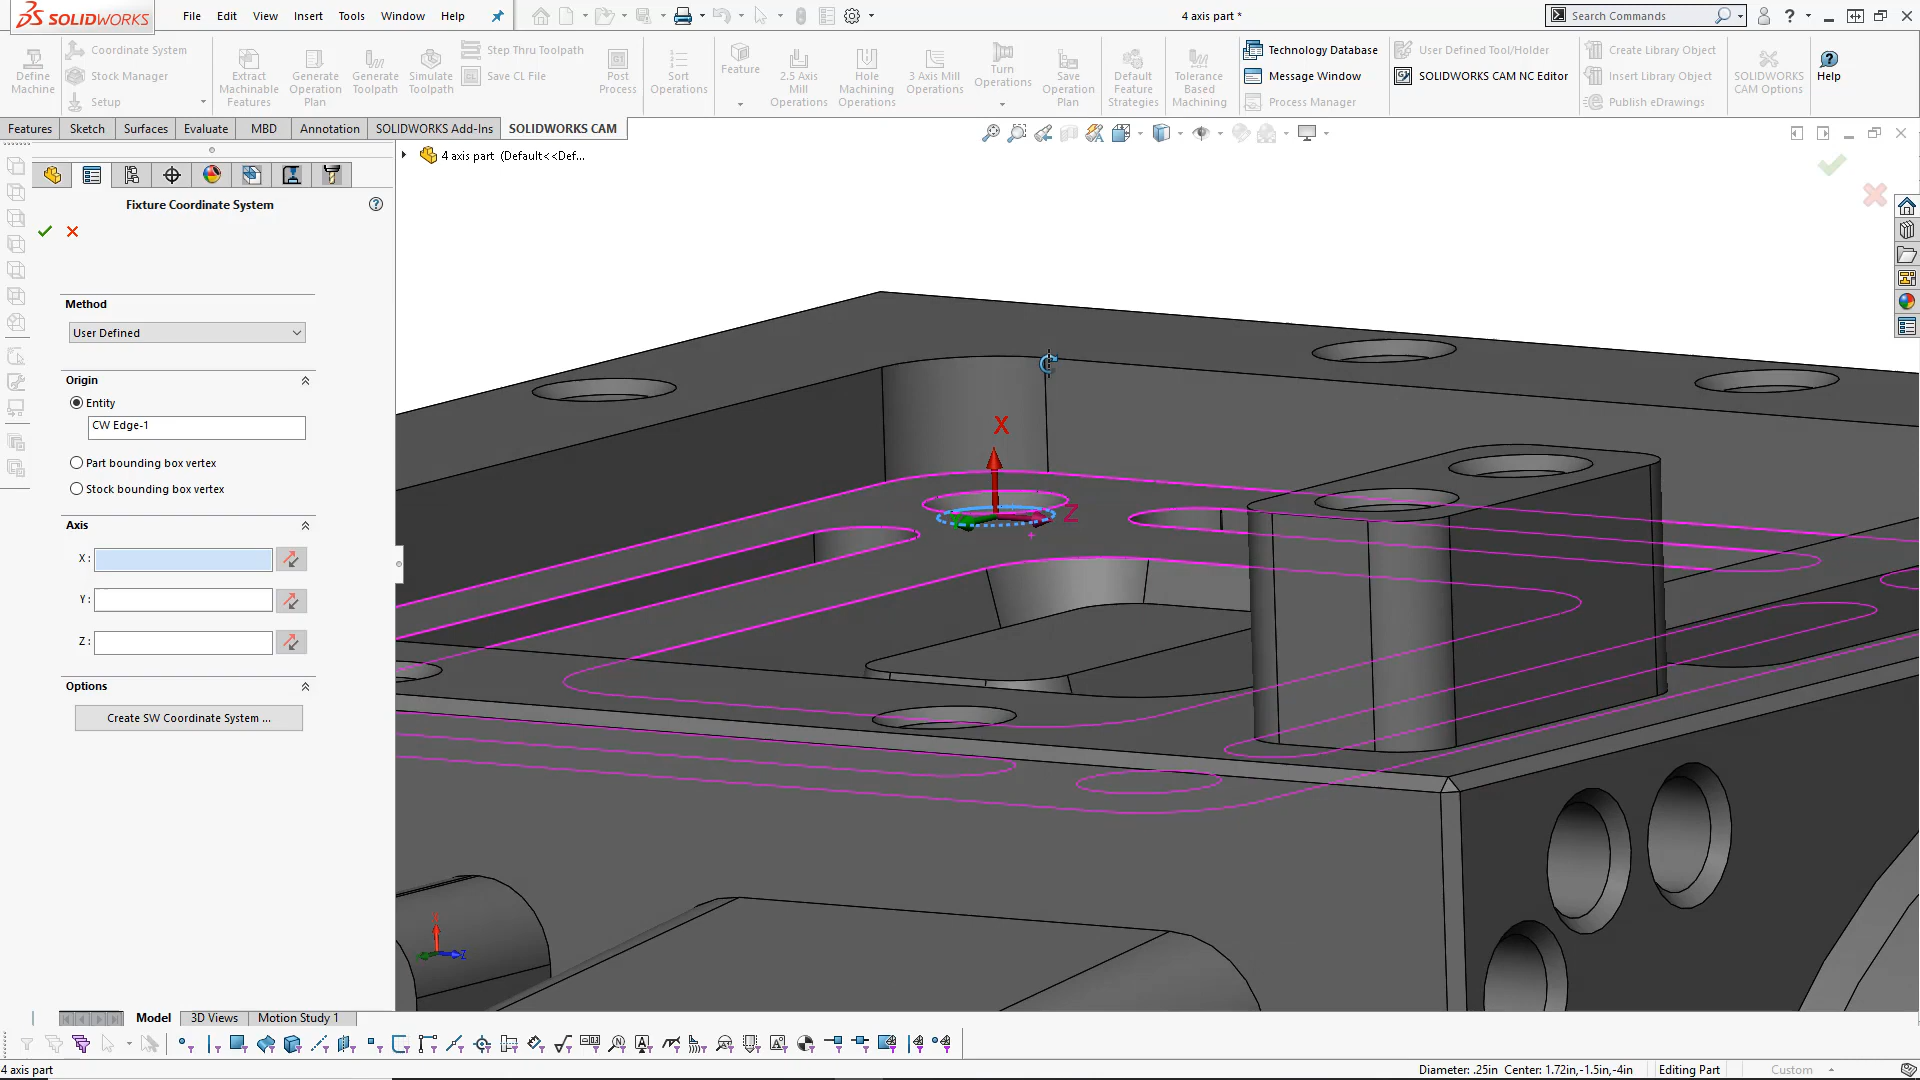 SOLIDWORKS
File Edit View Insert Tools Window Help
4 axis part *
Search Commands
Define Machine
Coordinate System
Stock Manager
Setup
Extract Machinable Features
Generate Operation Plan
Generate Toolpath
Simulate Toolpath
Step Thru Toolpath
Save CL File
Post Process
Sort Operations
Feature
2.5 Axis Mill Operations
Hole Machining Operations
3 Axis Mill Operations
Turn Operations
Save Operation Plan
Default Feature Strategies
Tolerance Based Machining
Technology Database
Message Window
Process Manager
User Defined Tool/Holder
SOLIDWORKS CAM NC Editor
Create Library Object
Insert Library Object
Publish eDrawings
SOLIDWORKS CAM Options
Help
Features Sketch Surfaces Evaluate MBD Annotation SOLIDWORKS Add-Ins SOLIDWORKS CAM
4 axis part (Default<<Def...
Fixture Coordinate System
Method
User Defined
Origin
Entity
CW Edge-1
Part bounding box vertex
Stock bounding box vertex
Axis
X:
Y:
Z:
Options
Create SW Coordinate System ...
X
Z
Z
Model 3D Views Motion Study 1
4 axis part
Diameter: .25in Center: 1.72in,-1.5in,-4in
Editing Part
Custom